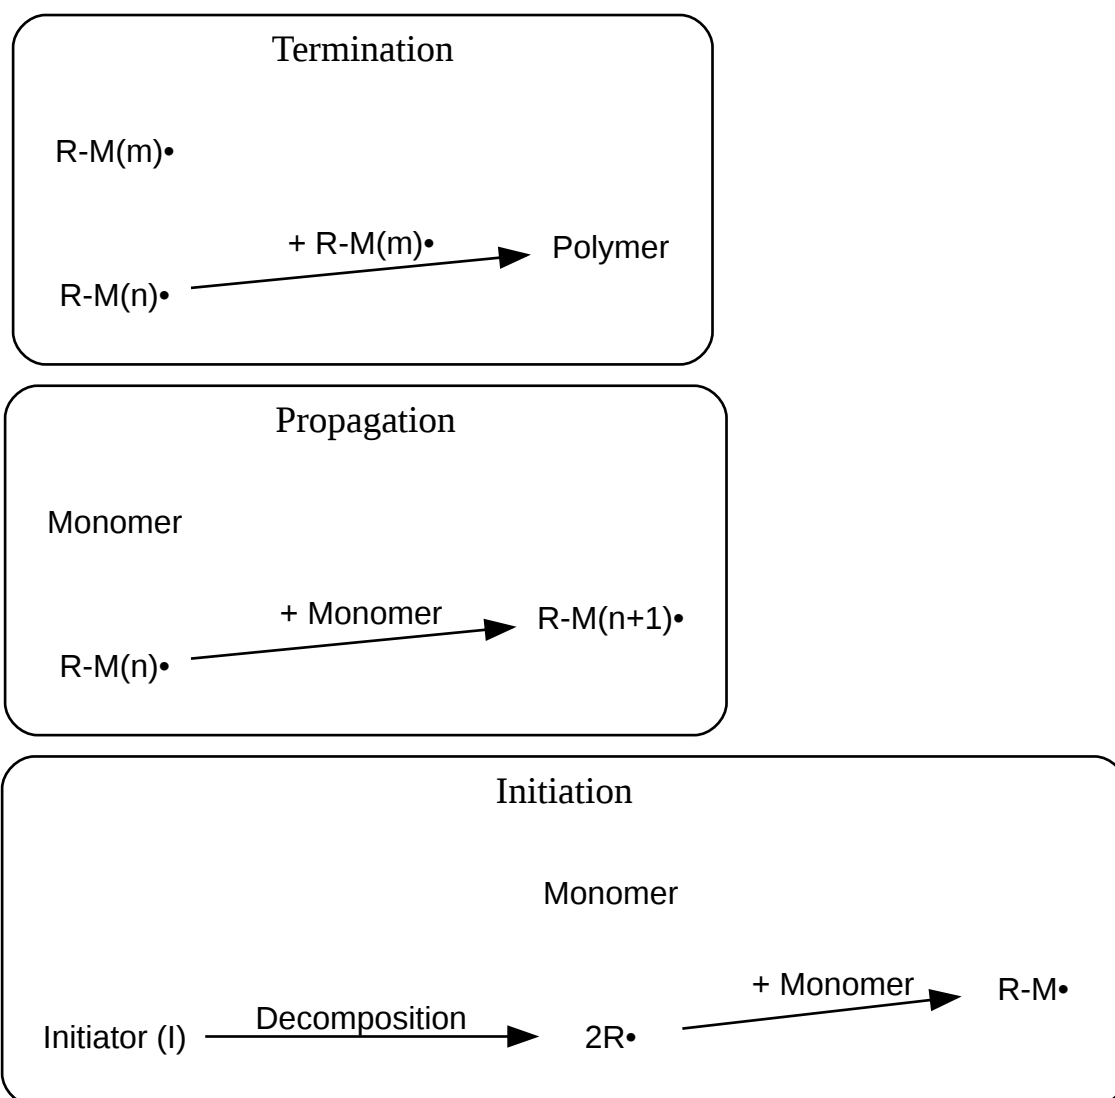 Termination
R-M(m)•
+ R-M(m)•
Polymer
R-M(n)•
Propagation
Monomer
+ Monomer
R-M(n+1)•
R-M(n)•
Initiation
Monomer
+ Monomer
R-M•
Decomposition
Initiator (I)
2R•